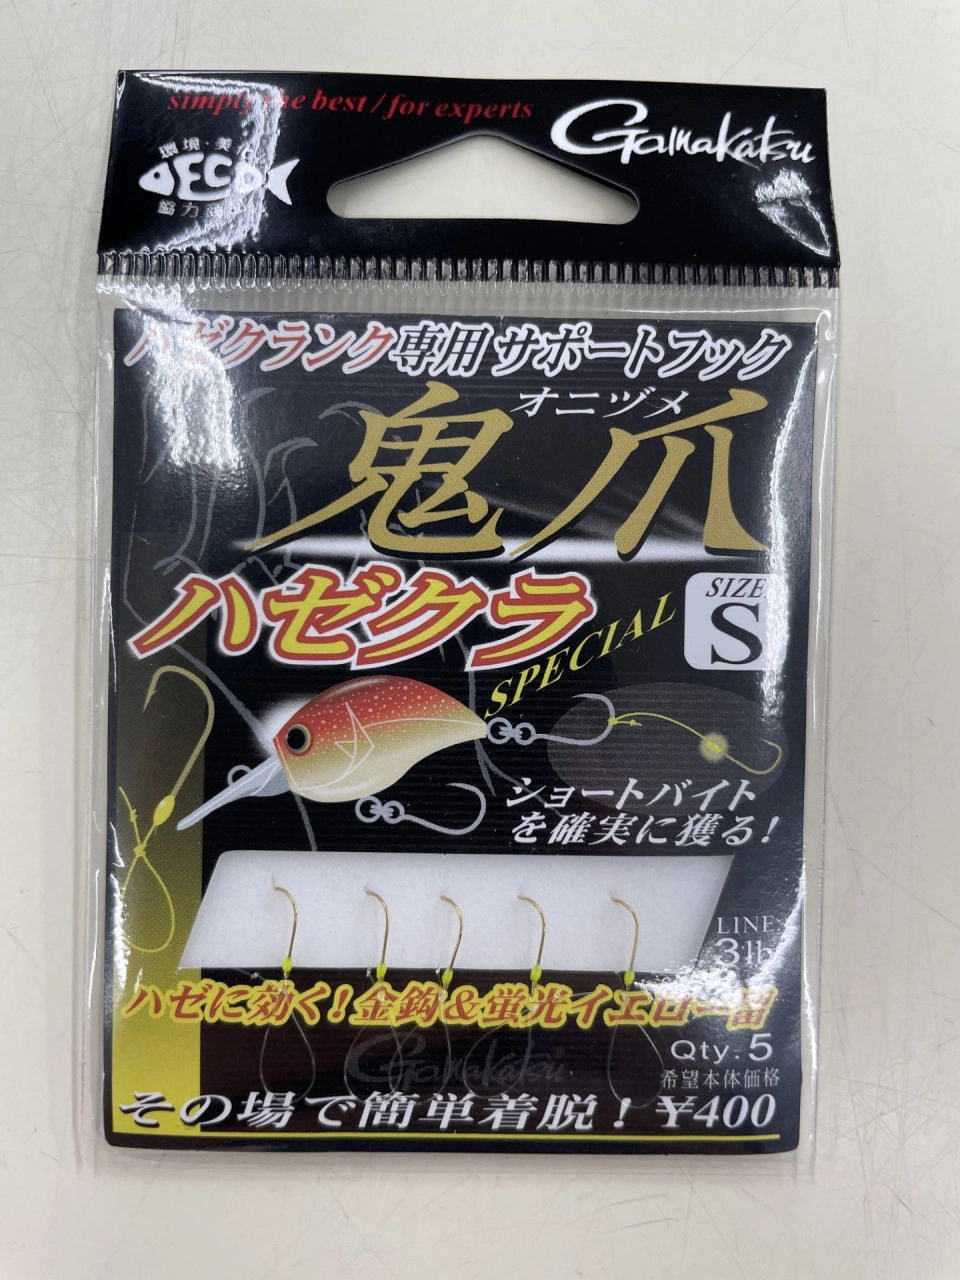 simply the best / for experts
Gamakatsu
環境・美化
ECO
協力商品
ハゼクランク専用サポートフック
オニヅメ
鬼爪
ハゼクラ
SPECIAL
SIZE
S
ショートバイト
を確実に獲る!
LINE
3lb
ハゼに効く!金鈎&蛍光イエロー留
Gamakatsu®
Qty.5
希望本体価格
その場で簡単着脱!¥400